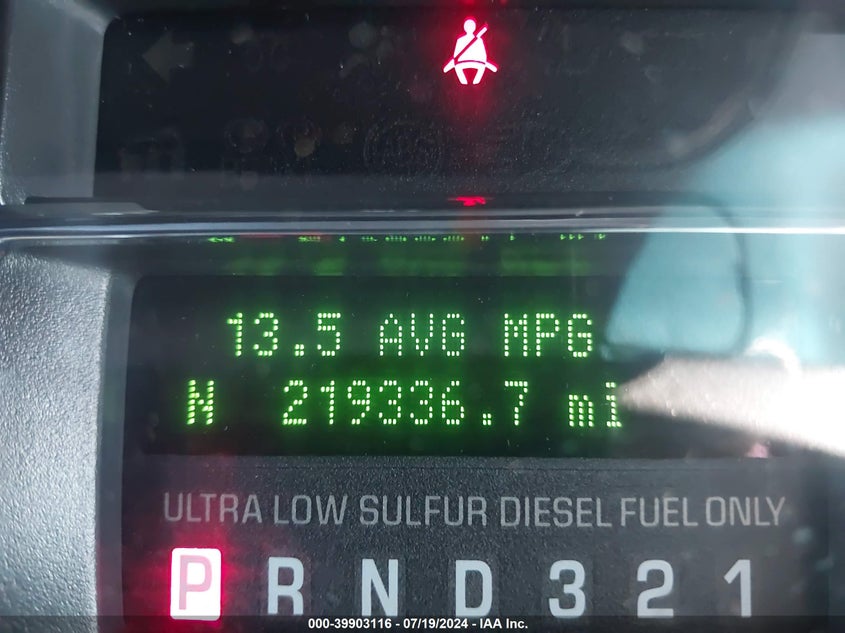 13.5 AVG MPG
N 219336.7 mi
ULTRA LOW SULFUR DIESEL FUEL ONLY
P R N D 3 2 1
000-39903116 - 07/19/2024 - IAA Inc.